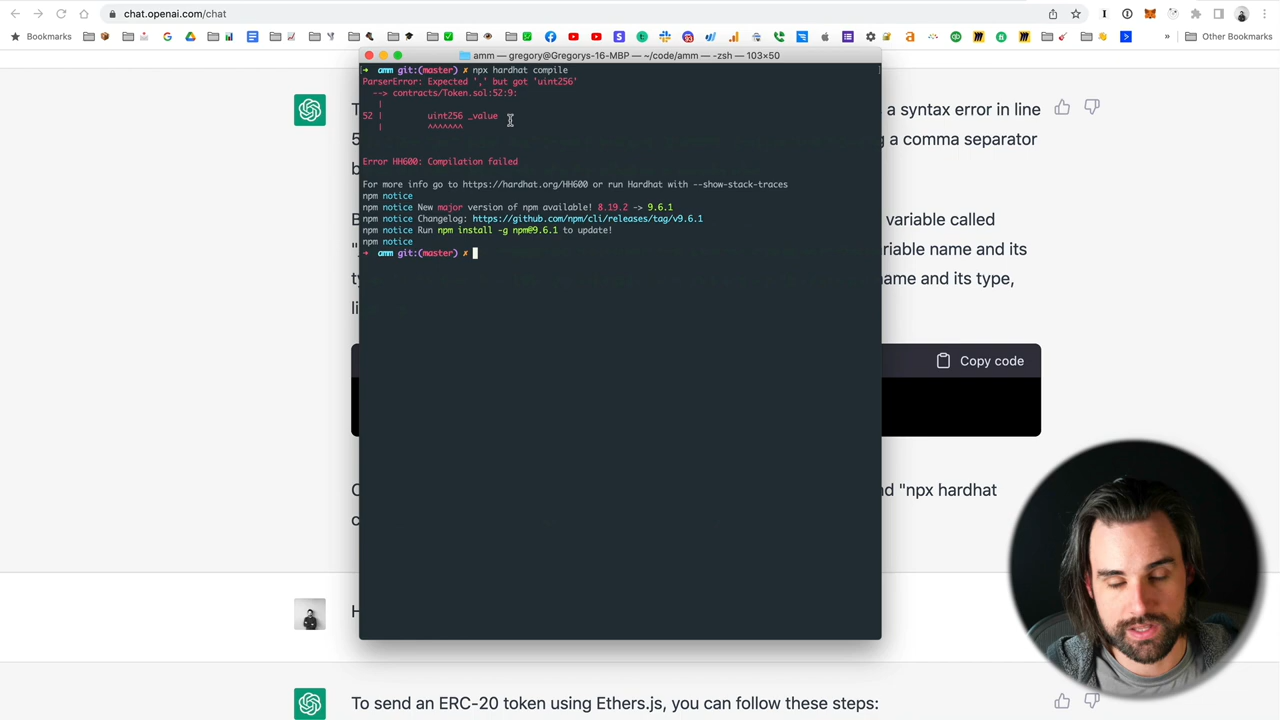 chat.openai.com/chat
Bookmarks
Other Bookmarks
amm — gregory@Gregorys-16-MBP — ~/code/amm — -zsh — 103×50
➜ amm git:(master) ✗ npx hardhat compile
ParserError: Expected ',' but got 'uint256'
--> contracts/Token.sol:52:9:
|
52 | uint256 _value
| ^^^^^^^
Error HH600: Compilation failed
For more info go to https://hardhat.org/HH600 or run Hardhat with --show-stack-traces
npm notice
npm notice New major version of npm available! 8.19.2 -> 9.6.1
npm notice Changelog: https://github.com/npm/cli/releases/tag/v9.6.1
npm notice Run npm install -g npm@9.6.1 to update!
npm notice
➜ amm git:(master) ✗
a syntax error in line
5
a comma separator
variable called
name and its
name and its type,
Copy code
"npx hardhat
H
To send an ERC-20 token using Ethers.js, you can follow these steps: